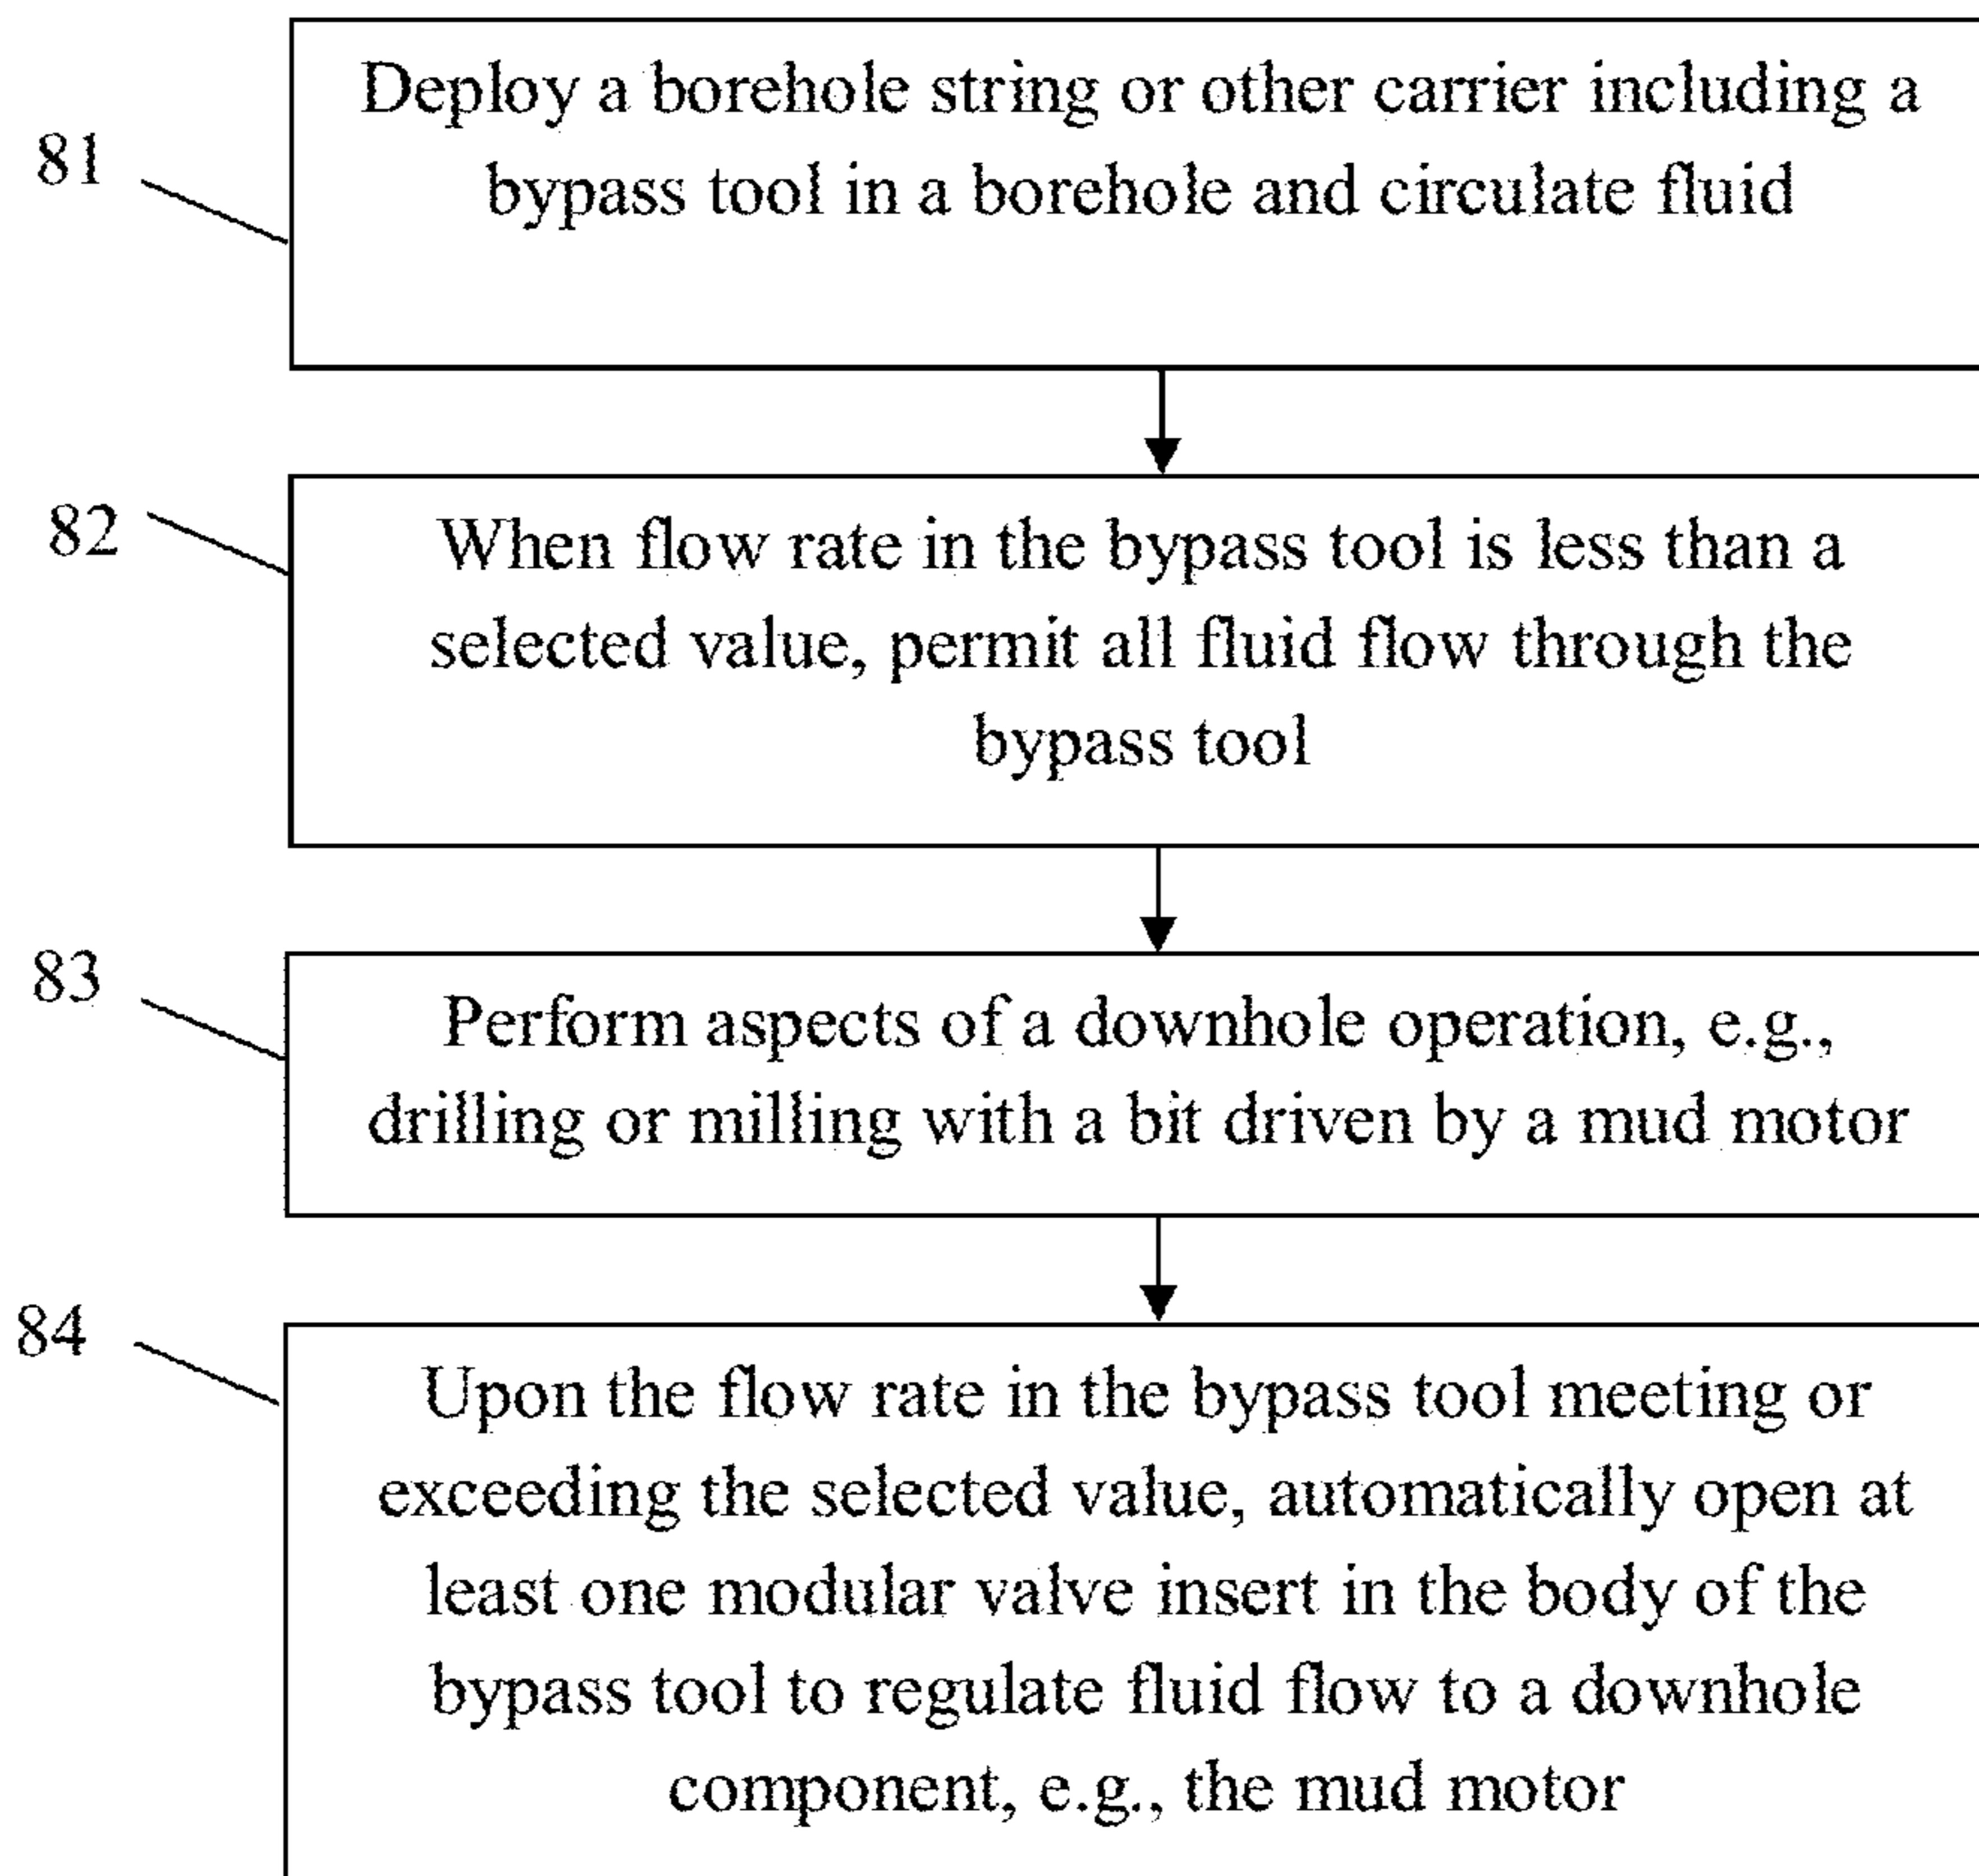 81
Deploy a borehole string or other carrier including a
bypass tool in a borehole and circulate fluid
82
When flow rate in the bypass tool is less than a
selected value, permit all fluid flow through the
bypass tool
83
Perform aspects of a downhole operation, e.g.,
drilling or milling with a bit driven by a mud motor
84
Upon the flow rate in the bypass tool meeting or
exceeding the selected value, automatically open at
least one modular valve insert in the body of the
bypass tool to regulate fluid flow to a downhole
component, e.g., the mud motor